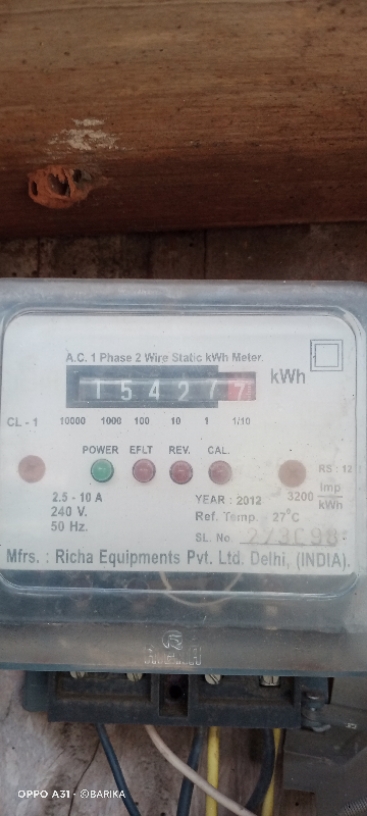 A.C. 1 Phase 2 Wire Static kWh Meter.
1 5 4 2 7 7 kWh
CL - 1 10000 1000 100 10 1 1/10
POWER EFLT REV. CAL.
RS : 12
2.5 - 10 A
240 V.
50 Hz.
YEAR : 2012
3200 Imp/kWh
Ref. Temp. 27°C
SL. No.
Mfrs. : Richa Equipments Pvt. Ltd. Delhi, (INDIA).
OPPO A31 · ©BARIKA